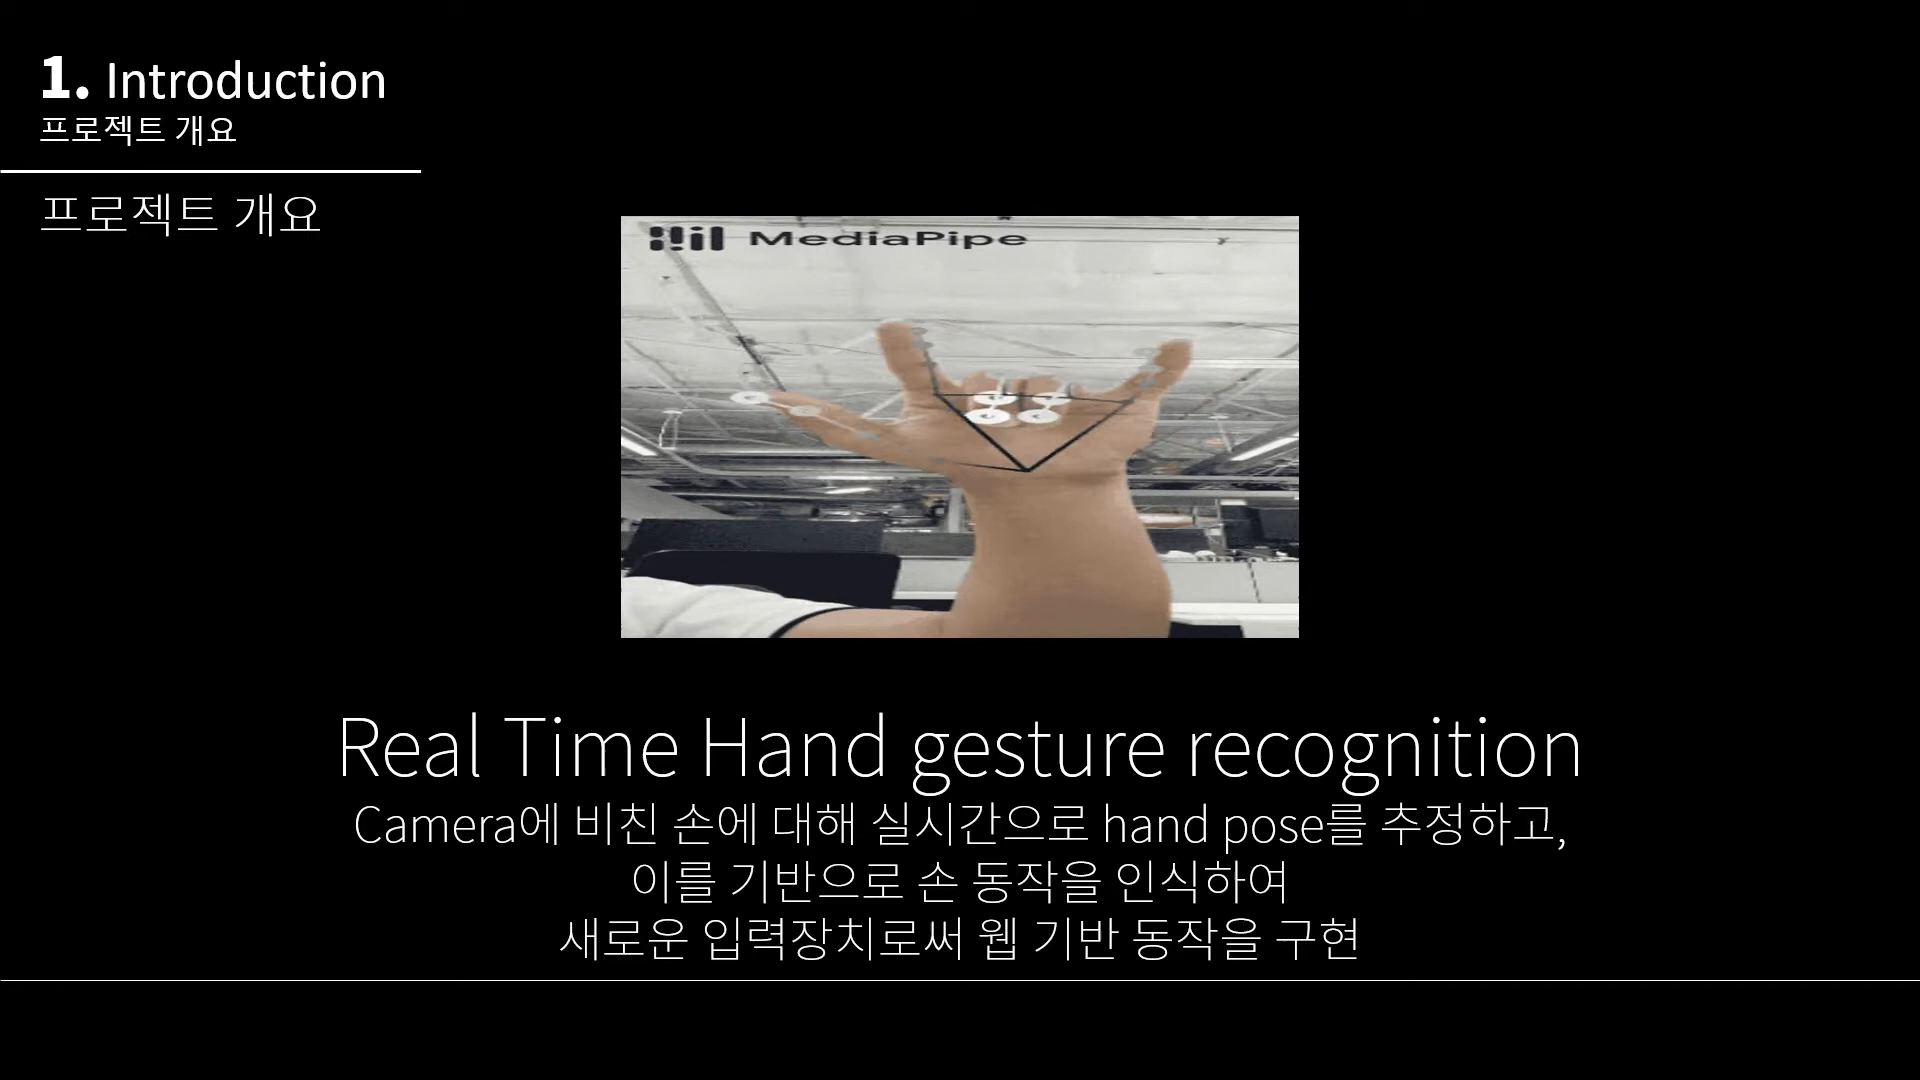 1. Introduction
프로젝트 개요
프로젝트 개요
MediaPipe
Real Time Hand gesture recognition
Camera에 비친 손에 대해 실시간으로 hand pose를 추정하고,
이를 기반으로 손 동작을 인식하여
새로운 입력장치로써 웹 기반 동작을 구현